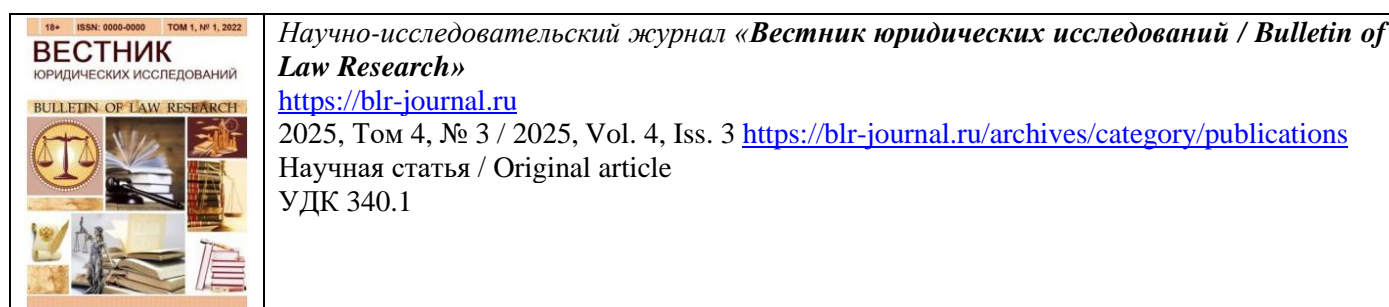 18+ ISSN: 0000-0000 ТОМ 1, № 1, 2022
ВЕСТНИК
ЮРИДИЧЕСКИХ ИССЛЕДОВАНИЙ
BULLETIN OF LAW RESEARCH
Научно-исследовательский журнал «Вестник юридических исследований / Bulletin of
Law Research»
https://blr-journal.ru
2025, Том 4, № 3 / 2025, Vol. 4, Iss. 3 https://blr-journal.ru/archives/category/publications
Научная статья / Original article
УДК 340.1